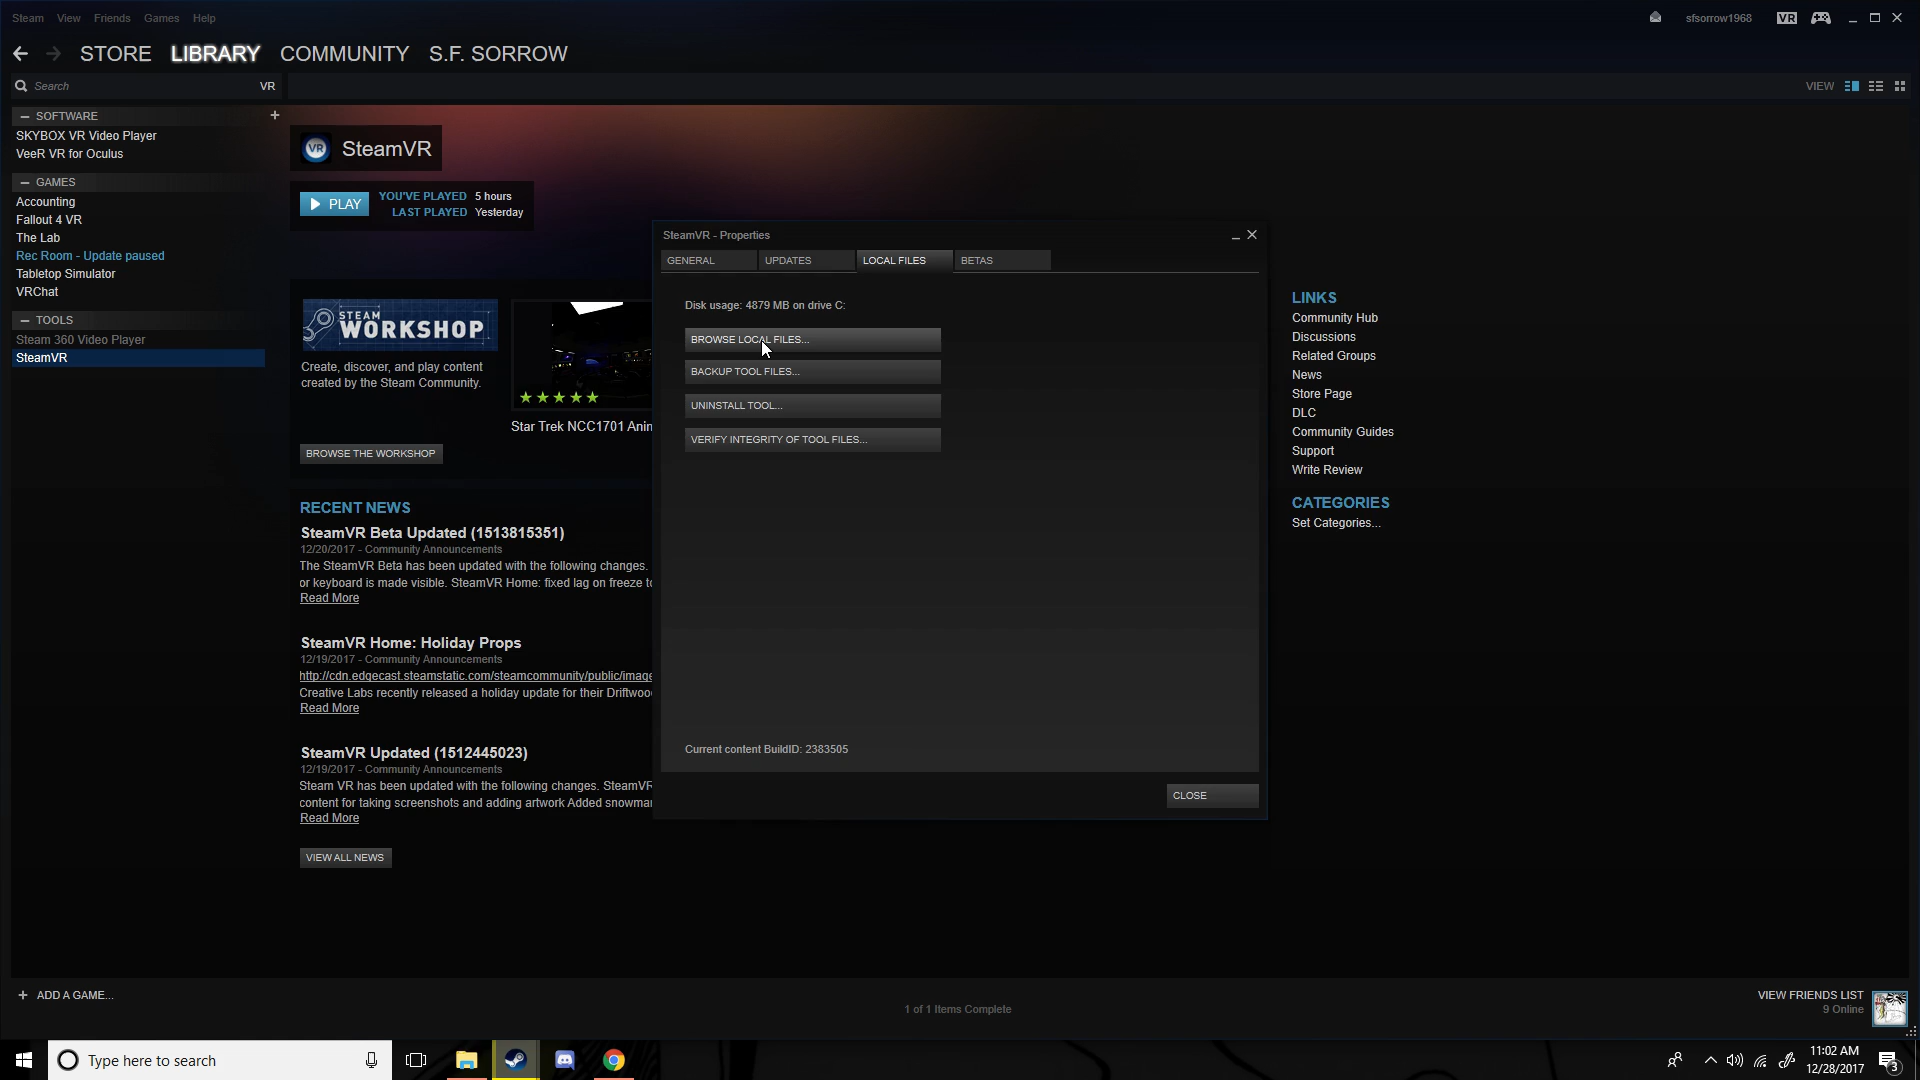 Steam View Friends Games Help
sfsorrow1968 VR
STORE LIBRARY COMMUNITY S.F. SORROW
Search VR
VIEW
SOFTWARE
SKYBOX VR Video Player
VeeR VR for Oculus
GAMES
Accounting
Fallout 4 VR
The Lab
Rec Room - Update paused
Tabletop Simulator
VRChat
TOOLS
Steam 360 Video Player
SteamVR
VR SteamVR
PLAY
YOU'VE PLAYED 5 hours
LAST PLAYED Yesterday
STEAM
WORKSHOP
Create, discover, and play content
created by the Steam Community.
Star Trek NCC1701 Anin
BROWSE THE WORKSHOP
RECENT NEWS
SteamVR Beta Updated (1513815351)
12/20/2017 - Community Announcements
The SteamVR Beta has been updated with the following changes.
or keyboard is made visible. SteamVR Home: fixed lag on freeze to
Read More
SteamVR Home: Holiday Props
12/19/2017 - Community Announcements
http://cdn.edgecast.steamstatic.com/steamcommunity/public/image
Creative Labs recently released a holiday update for their Driftwoo
Read More
SteamVR Updated (1512445023)
12/19/2017 - Community Announcements
Steam VR has been updated with the following changes. SteamVR
content for taking screenshots and adding artwork Added snowma
Read More
VIEW ALL NEWS
SteamVR - Properties
GENERAL UPDATES LOCAL FILES BETAS
Disk usage: 4879 MB on drive C:
BROWSE LOCAL FILES...
BACKUP TOOL FILES...
UNINSTALL TOOL...
VERIFY INTEGRITY OF TOOL FILES...
Current content BuildID: 2383505
CLOSE
LINKS
Community Hub
Discussions
Related Groups
News
Store Page
DLC
Community Guides
Support
Write Review
CATEGORIES
Set Categories...
+ ADD A GAME...
1 of 1 Items Complete
VIEW FRIENDS LIST
9 Online
Type here to search
11:02 AM
12/28/2017
3